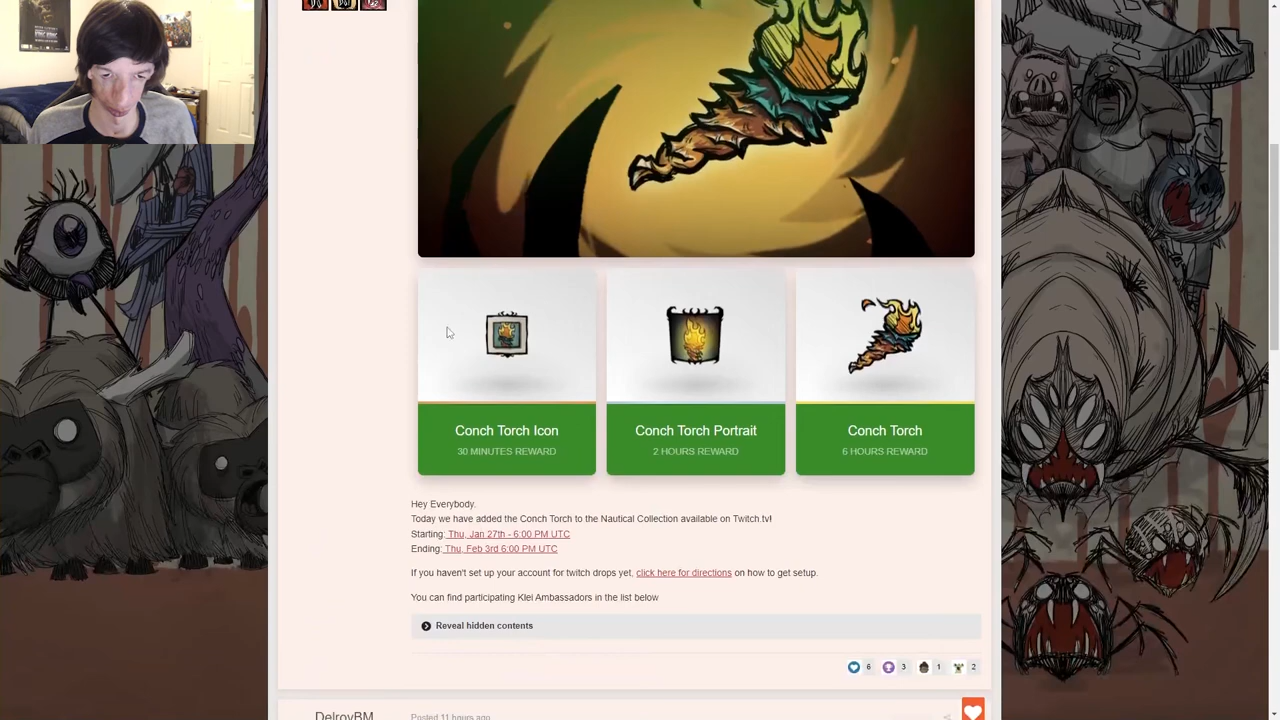 Conch Torch Icon
30 MINUTES REWARD
Conch Torch Portrait
2 HOURS REWARD
Conch Torch
6 HOURS REWARD
Hey Everybody.
Today we have added the Conch Torch to the Nautical Collection available on Twitch.tv!
Starting: Thu, Jan 27th - 6:00 PM UTC
Ending: Thu, Feb 3rd 6:00 PM UTC
If you haven't set up your account for twitch drops yet, click here for directions on how to get setup.
You can find participating Klei Ambassadors in the list below
Reveal hidden contents
6 3 1 2
DelroyBM
Posted 11 hours ago